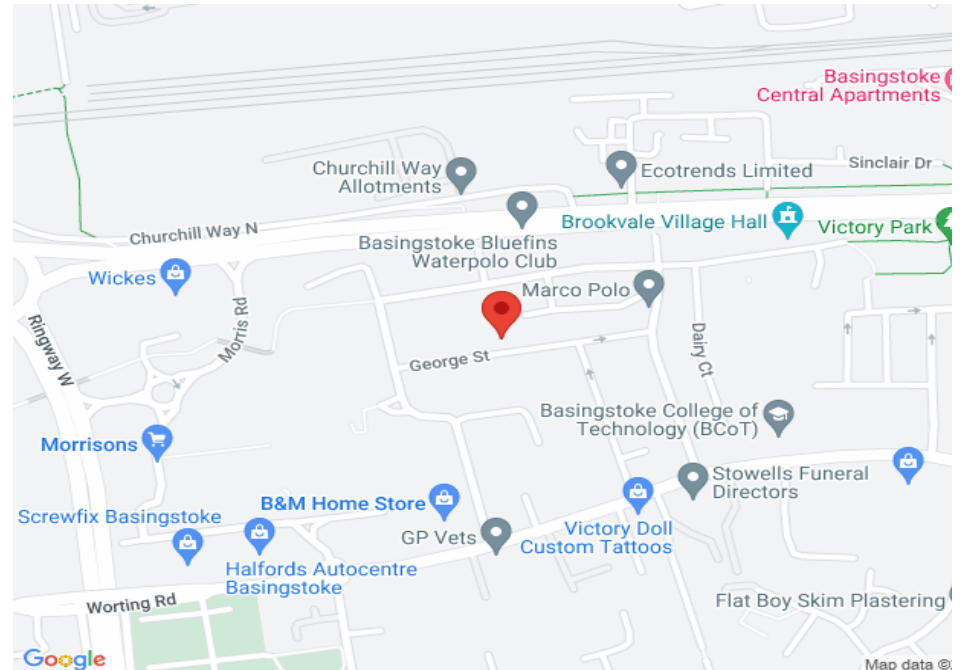 Basingstoke
Central Apartments
Churchill Way
Allotments
Ecotrends Limited
Sinclair Dr
Churchill Way N
Brookvale Village Hall
Victory Park
Basingstoke Bluefins
Waterpolo Club
Wickes
Marco Polo
Ringway W
Morris Rd
George St
Dairy Ct
Basingstoke College of
Technology (BCoT)
Morrisons
Stowells Funeral
Directors
B&M Home Store
Screwfix Basingstoke
GP Vets
Victory Doll
Custom Tattoos
Halfords Autocentre
Basingstoke
Worting Rd
Flat Boy Skim Plastering
Google
Map data ©